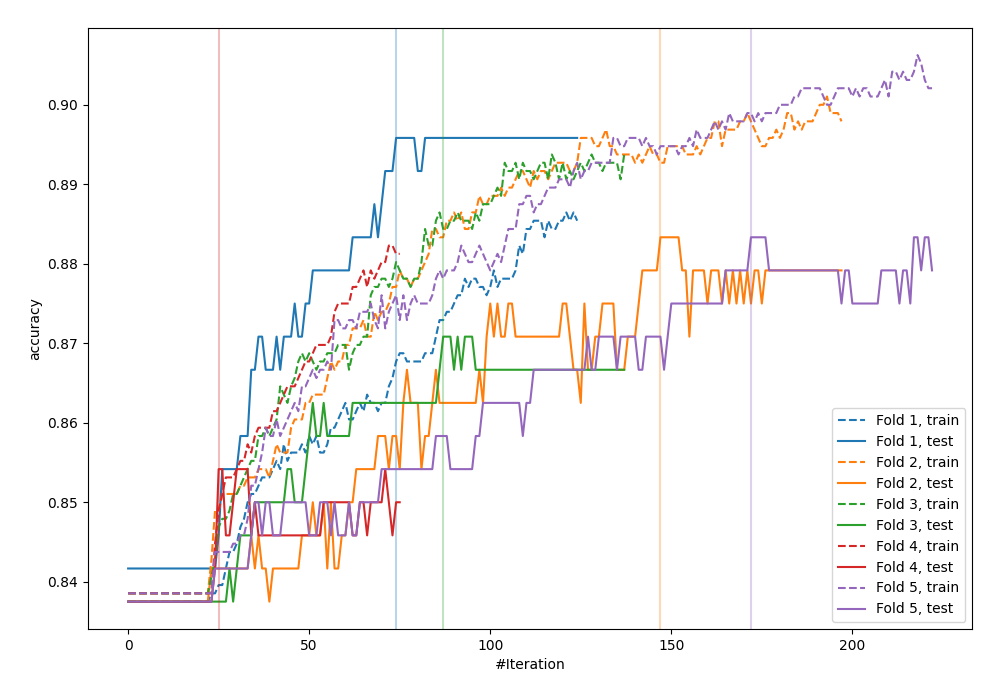 accuracy
0.90
0.89
0.88
0.87
0.86
0.85
0.84
0
50
100
150
200
#Iteration
Fold 1, train
Fold 1, test
Fold 2, train
Fold 2, test
Fold 3, train
Fold 3, test
Fold 4, train
Fold 4, test
Fold 5, train
Fold 5, test